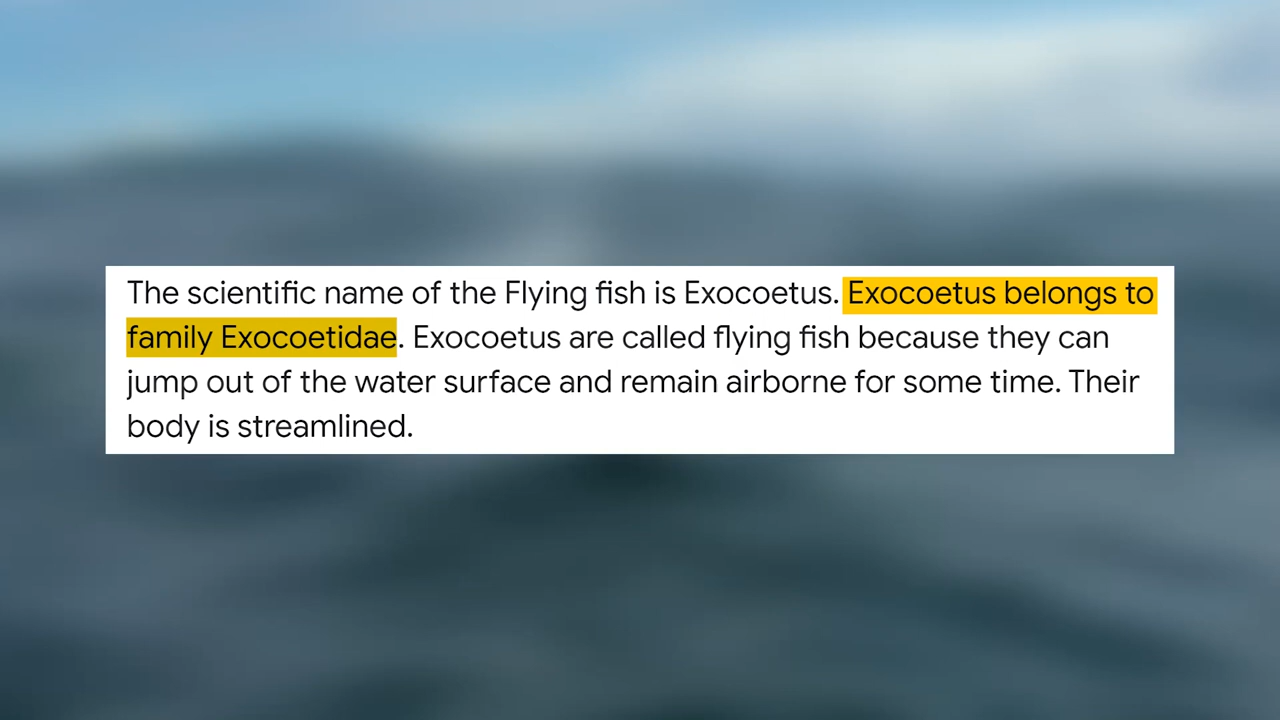 The scientific name of the Flying fish is Exocoetus. Exocoetus belongs to
family Exocoetidae. Exocoetus are called flying fish because they can
jump out of the water surface and remain airborne for some time. Their
body is streamlined.